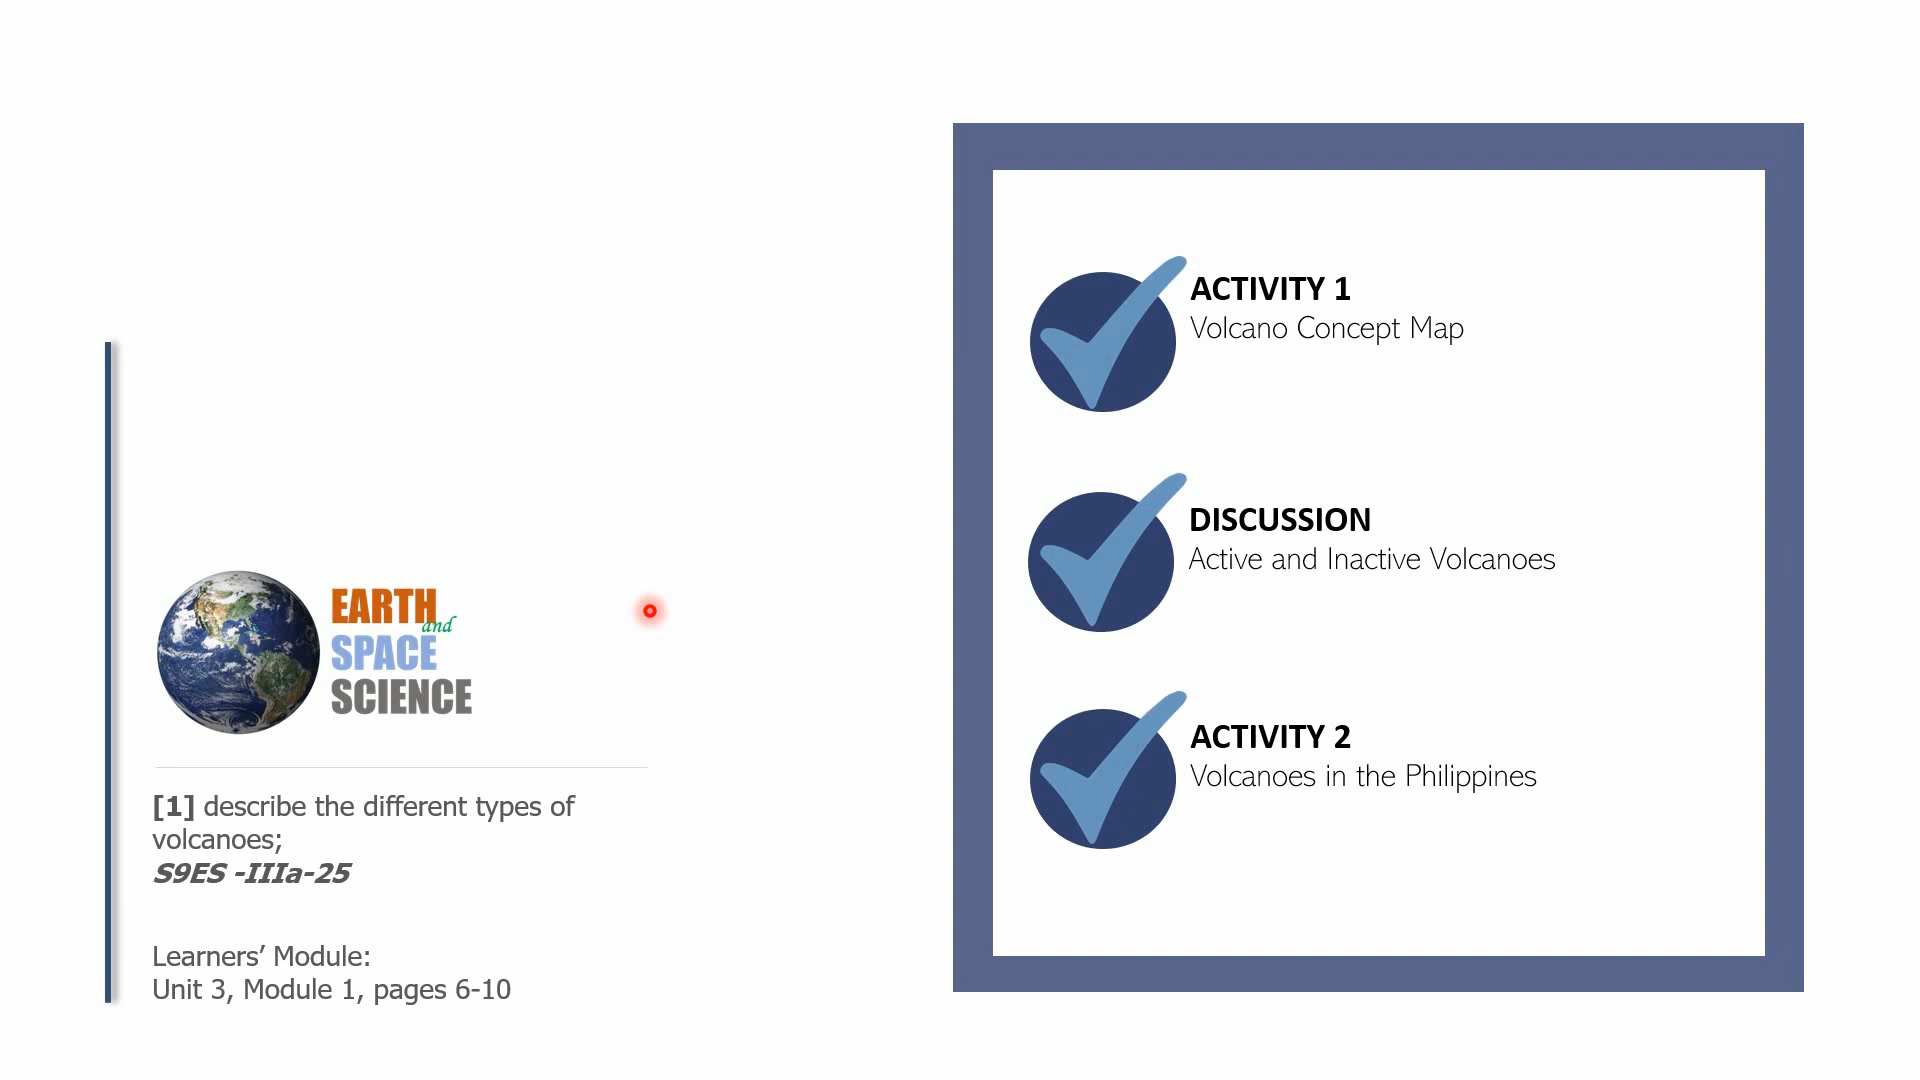 EARTH
and
SPACE
SCIENCE
[1] describe the different types of
volcanoes;
S9ES -IIIa-25
Learners’ Module:
Unit 3, Module 1, pages 6-10
ACTIVITY 1
Volcano Concept Map
DISCUSSION
Active and Inactive Volcanoes
ACTIVITY 2
Volcanoes in the Philippines